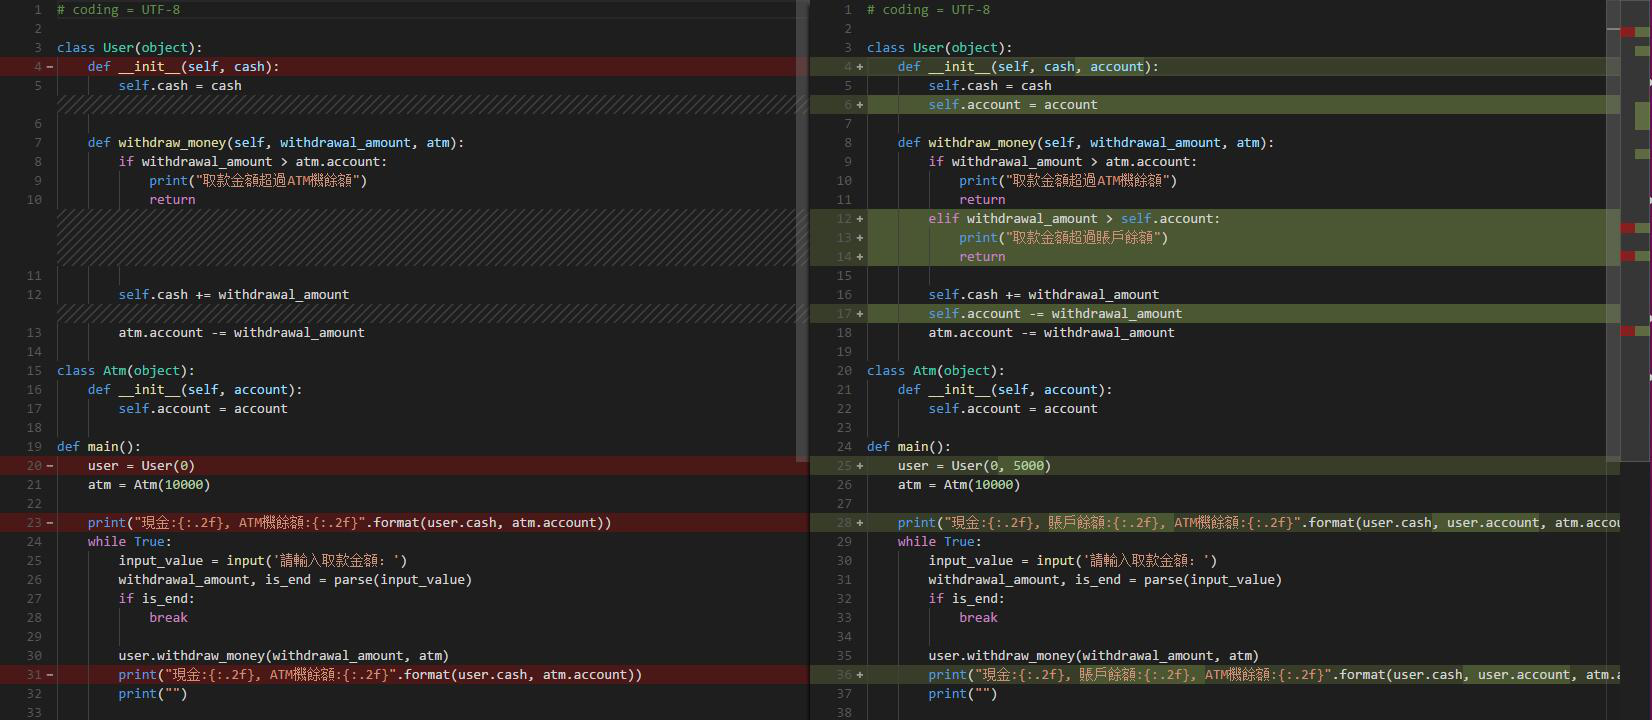 1 # coding = UTF-8
2
3 class User(object):
4 - def __init__(self, cash):
5 self.cash = cash
6
7 def withdraw_money(self, withdrawal_amount, atm):
8 if withdrawal_amount > atm.account:
9 print("取款金額超過ATM機餘額")
10 return
11
12 self.cash += withdrawal_amount
13 atm.account -= withdrawal_amount
14
15 class Atm(object):
16 def __init__(self, account):
17 self.account = account
18
19 def main():
20 - user = User(0)
21 atm = Atm(10000)
22
23 - print("現金:{:.2f}, ATM機餘額:{:.2f}".format(user.cash, atm.account))
24 while True:
25 input_value = input('請輸入取款金額: ')
26 withdrawal_amount, is_end = parse(input_value)
27 if is_end:
28 break
29
30 user.withdraw_money(withdrawal_amount, atm)
31 - print("現金:{:.2f}, ATM機餘額:{:.2f}".format(user.cash, atm.account))
32 print("")
33
1 # coding = UTF-8
2
3 class User(object):
4 + def __init__(self, cash, account):
5 self.cash = cash
6 + self.account = account
7
8 def withdraw_money(self, withdrawal_amount, atm):
9 if withdrawal_amount > atm.account:
10 print("取款金額超過ATM機餘額")
11 return
12 + elif withdrawal_amount > self.account:
13 + print("取款金額超過賬戶餘額")
14 + return
15
16 self.cash += withdrawal_amount
17 + self.account -= withdrawal_amount
18 atm.account -= withdrawal_amount
19
20 class Atm(object):
21 def __init__(self, account):
22 self.account = account
23
24 def main():
25 + user = User(0, 5000)
26 atm = Atm(10000)
27
28 + print("現金:{:.2f}, 賬戶餘額:{:.2f}, ATM機餘額:{:.2f}".format(user.cash, user.account, atm.accou
29 while True:
30 input_value = input('請輸入取款金額: ')
31 withdrawal_amount, is_end = parse(input_value)
32 if is_end:
33 break
34
35 user.withdraw_money(withdrawal_amount, atm)
36 + print("現金:{:.2f}, 賬戶餘額:{:.2f}, ATM機餘額:{:.2f}".format(user.cash, user.account, atm.a
37 print("")
38